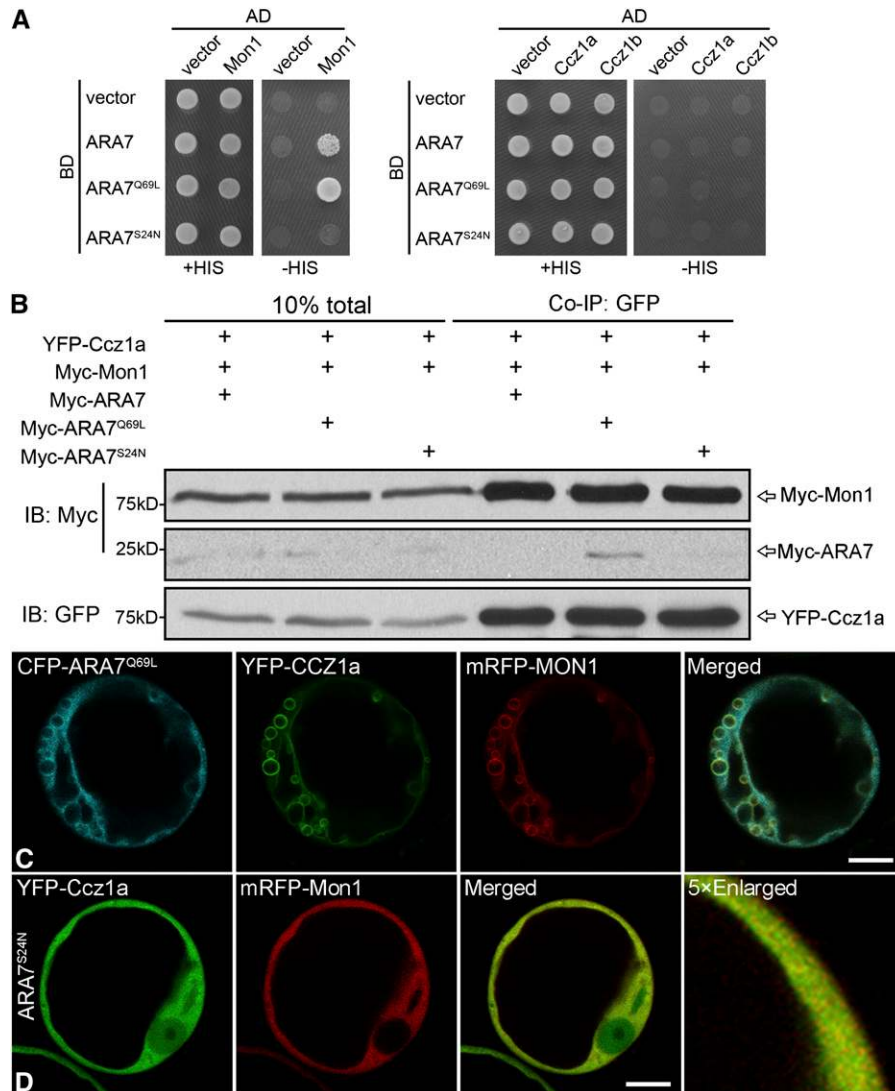 A
AD
AD
vector Mon1 vector Mon1
vector Ccz1a Ccz1b vector Ccz1a Ccz1b
BD
vector
ARA7
ARA7Q69L
ARA7S24N
+HIS -HIS
BD
vector
ARA7
ARA7Q69L
ARA7S24N
+HIS -HIS
B
10% total Co-IP: GFP
YFP-Ccz1a + + + + + +
Myc-Mon1 + + + + + +
Myc-ARA7 + +
Myc-ARA7Q69L + +
Myc-ARA7S24N + +
IB: Myc
75kD Myc-Mon1
25kD Myc-ARA7
IB: GFP 75kD YFP-Ccz1a
CFP-ARA7Q69L YFP-CCZ1a mRFP-MON1 Merged
C
YFP-Ccz1a mRFP-Mon1 Merged 5×Enlarged
ARA7S24N
D